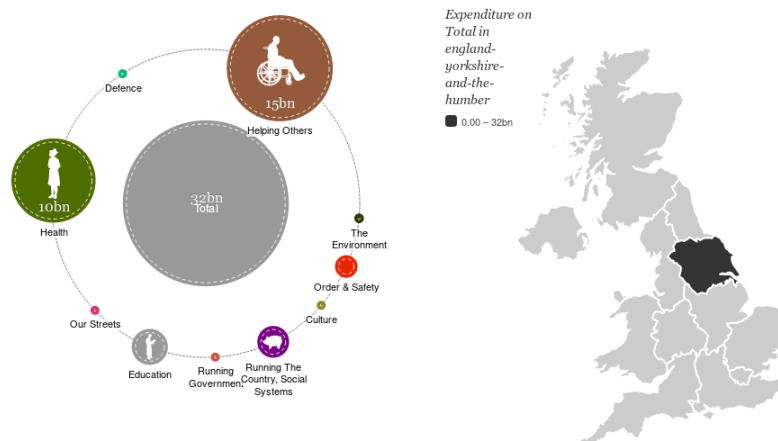 Expenditure on
Total in
england-
yorkshire-
and-the-
humber
0.00 – 32bn
15bn
Helping Others
Defence
32bn
Total
10bn
Health
The
Environment
Order & Safety
Culture
Our Streets
Running The
Country, Social
Systems
Running
Government
Education